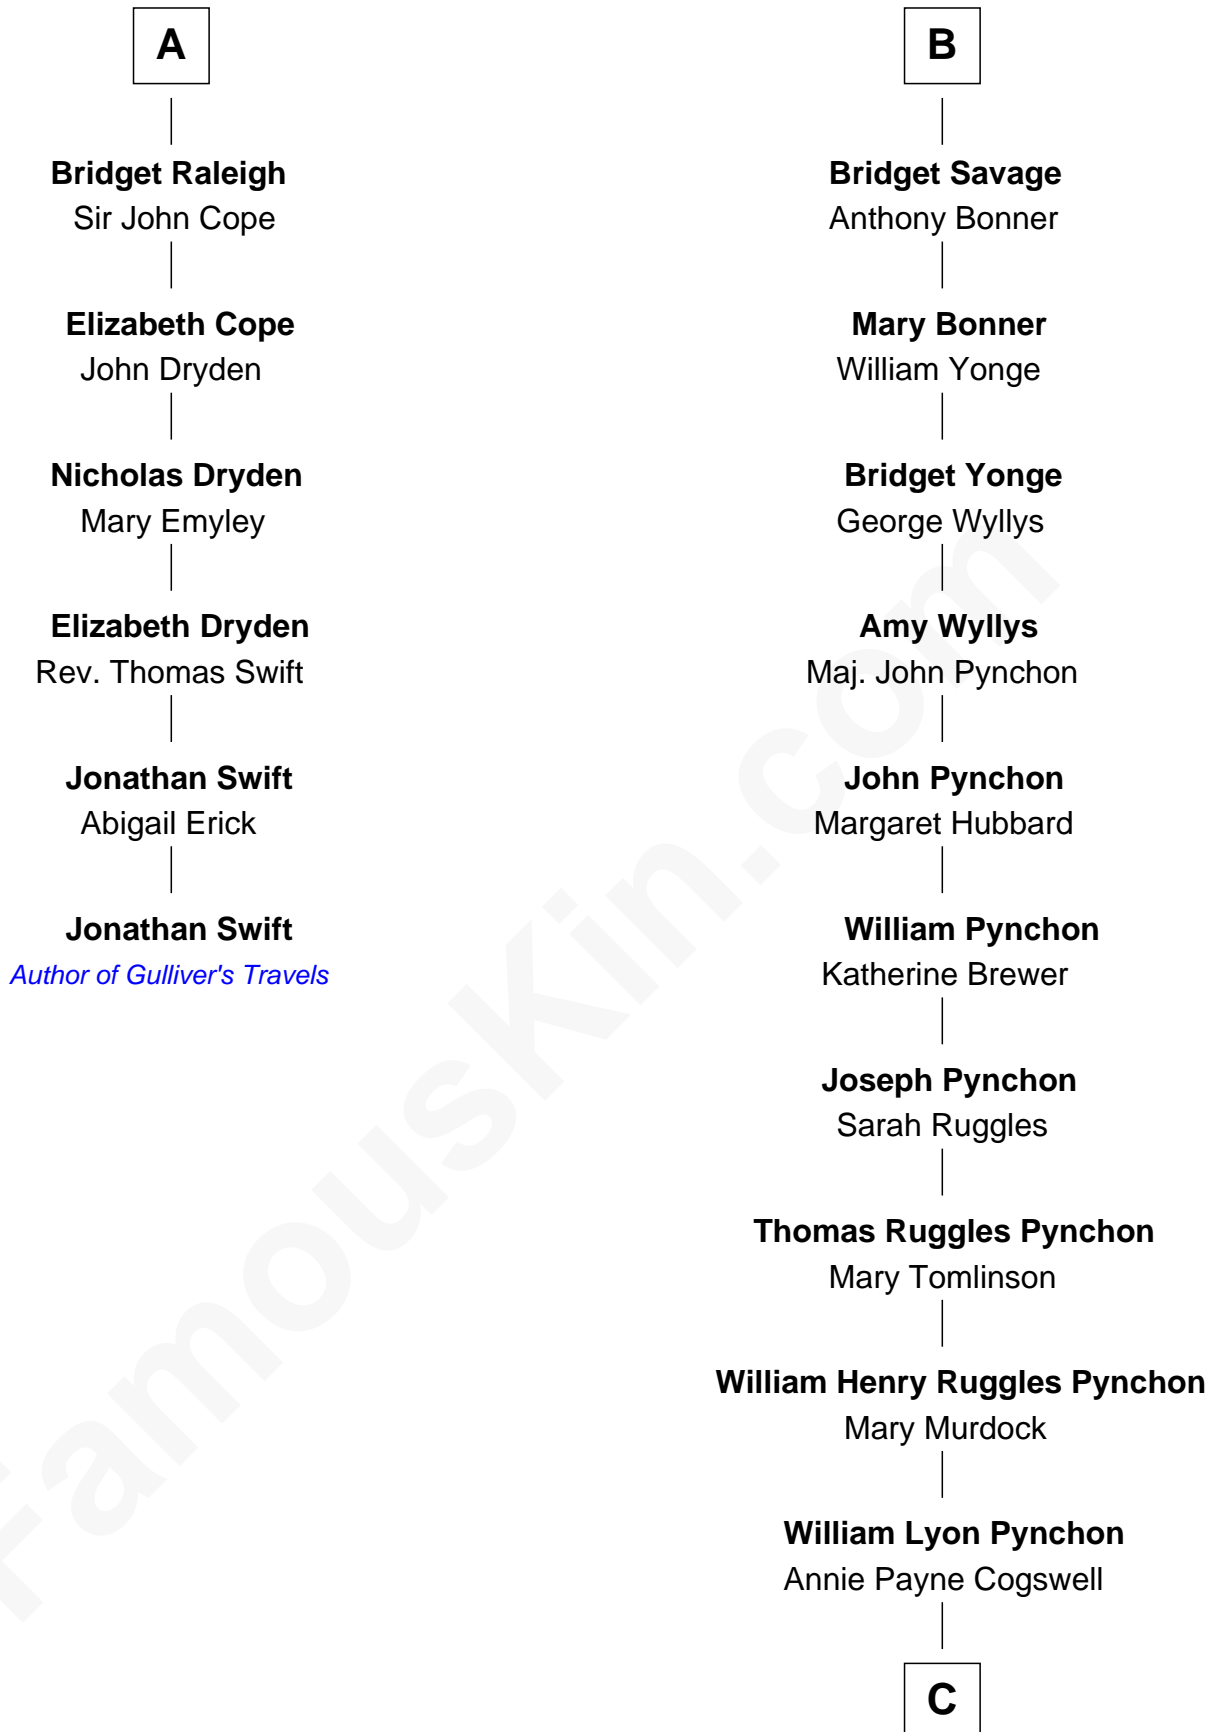 A
Bridget Raleigh
Sir John Cope
Elizabeth Cope
John Dryden
Nicholas Dryden
Mary Emyley
Elizabeth Dryden
Rev. Thomas Swift
Jonathan Swift
Abigail Erick
Jonathan Swift
Author of Gulliver's Travels
B
Bridget Savage
Anthony Bonner
Mary Bonner
William Yonge
Bridget Yonge
George Wyllys
Amy Wyllys
Maj. John Pynchon
John Pynchon
Margaret Hubbard
William Pynchon
Katherine Brewer
Joseph Pynchon
Sarah Ruggles
Thomas Ruggles Pynchon
Mary Tomlinson
William Henry Ruggles Pynchon
Mary Murdock
William Lyon Pynchon
Annie Payne Cogswell
C
FamousKin.com